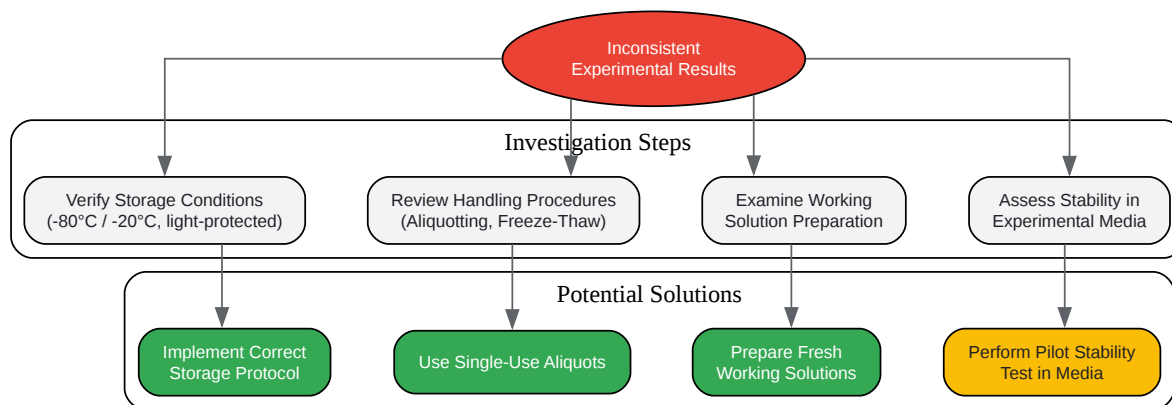 Inconsistent
Experimental Results
Investigation Steps
Verify Storage Conditions
(-80°C / -20°C, light-protected)
Review Handling Procedures
(Aliquotting, Freeze-Thaw)
Examine Working
Solution Preparation
Assess Stability in
Experimental Media
Potential Solutions
Implement Correct
Storage Protocol
Use Single-Use Aliquots
Prepare Fresh
Working Solutions
Perform Pilot Stability
Test in Media